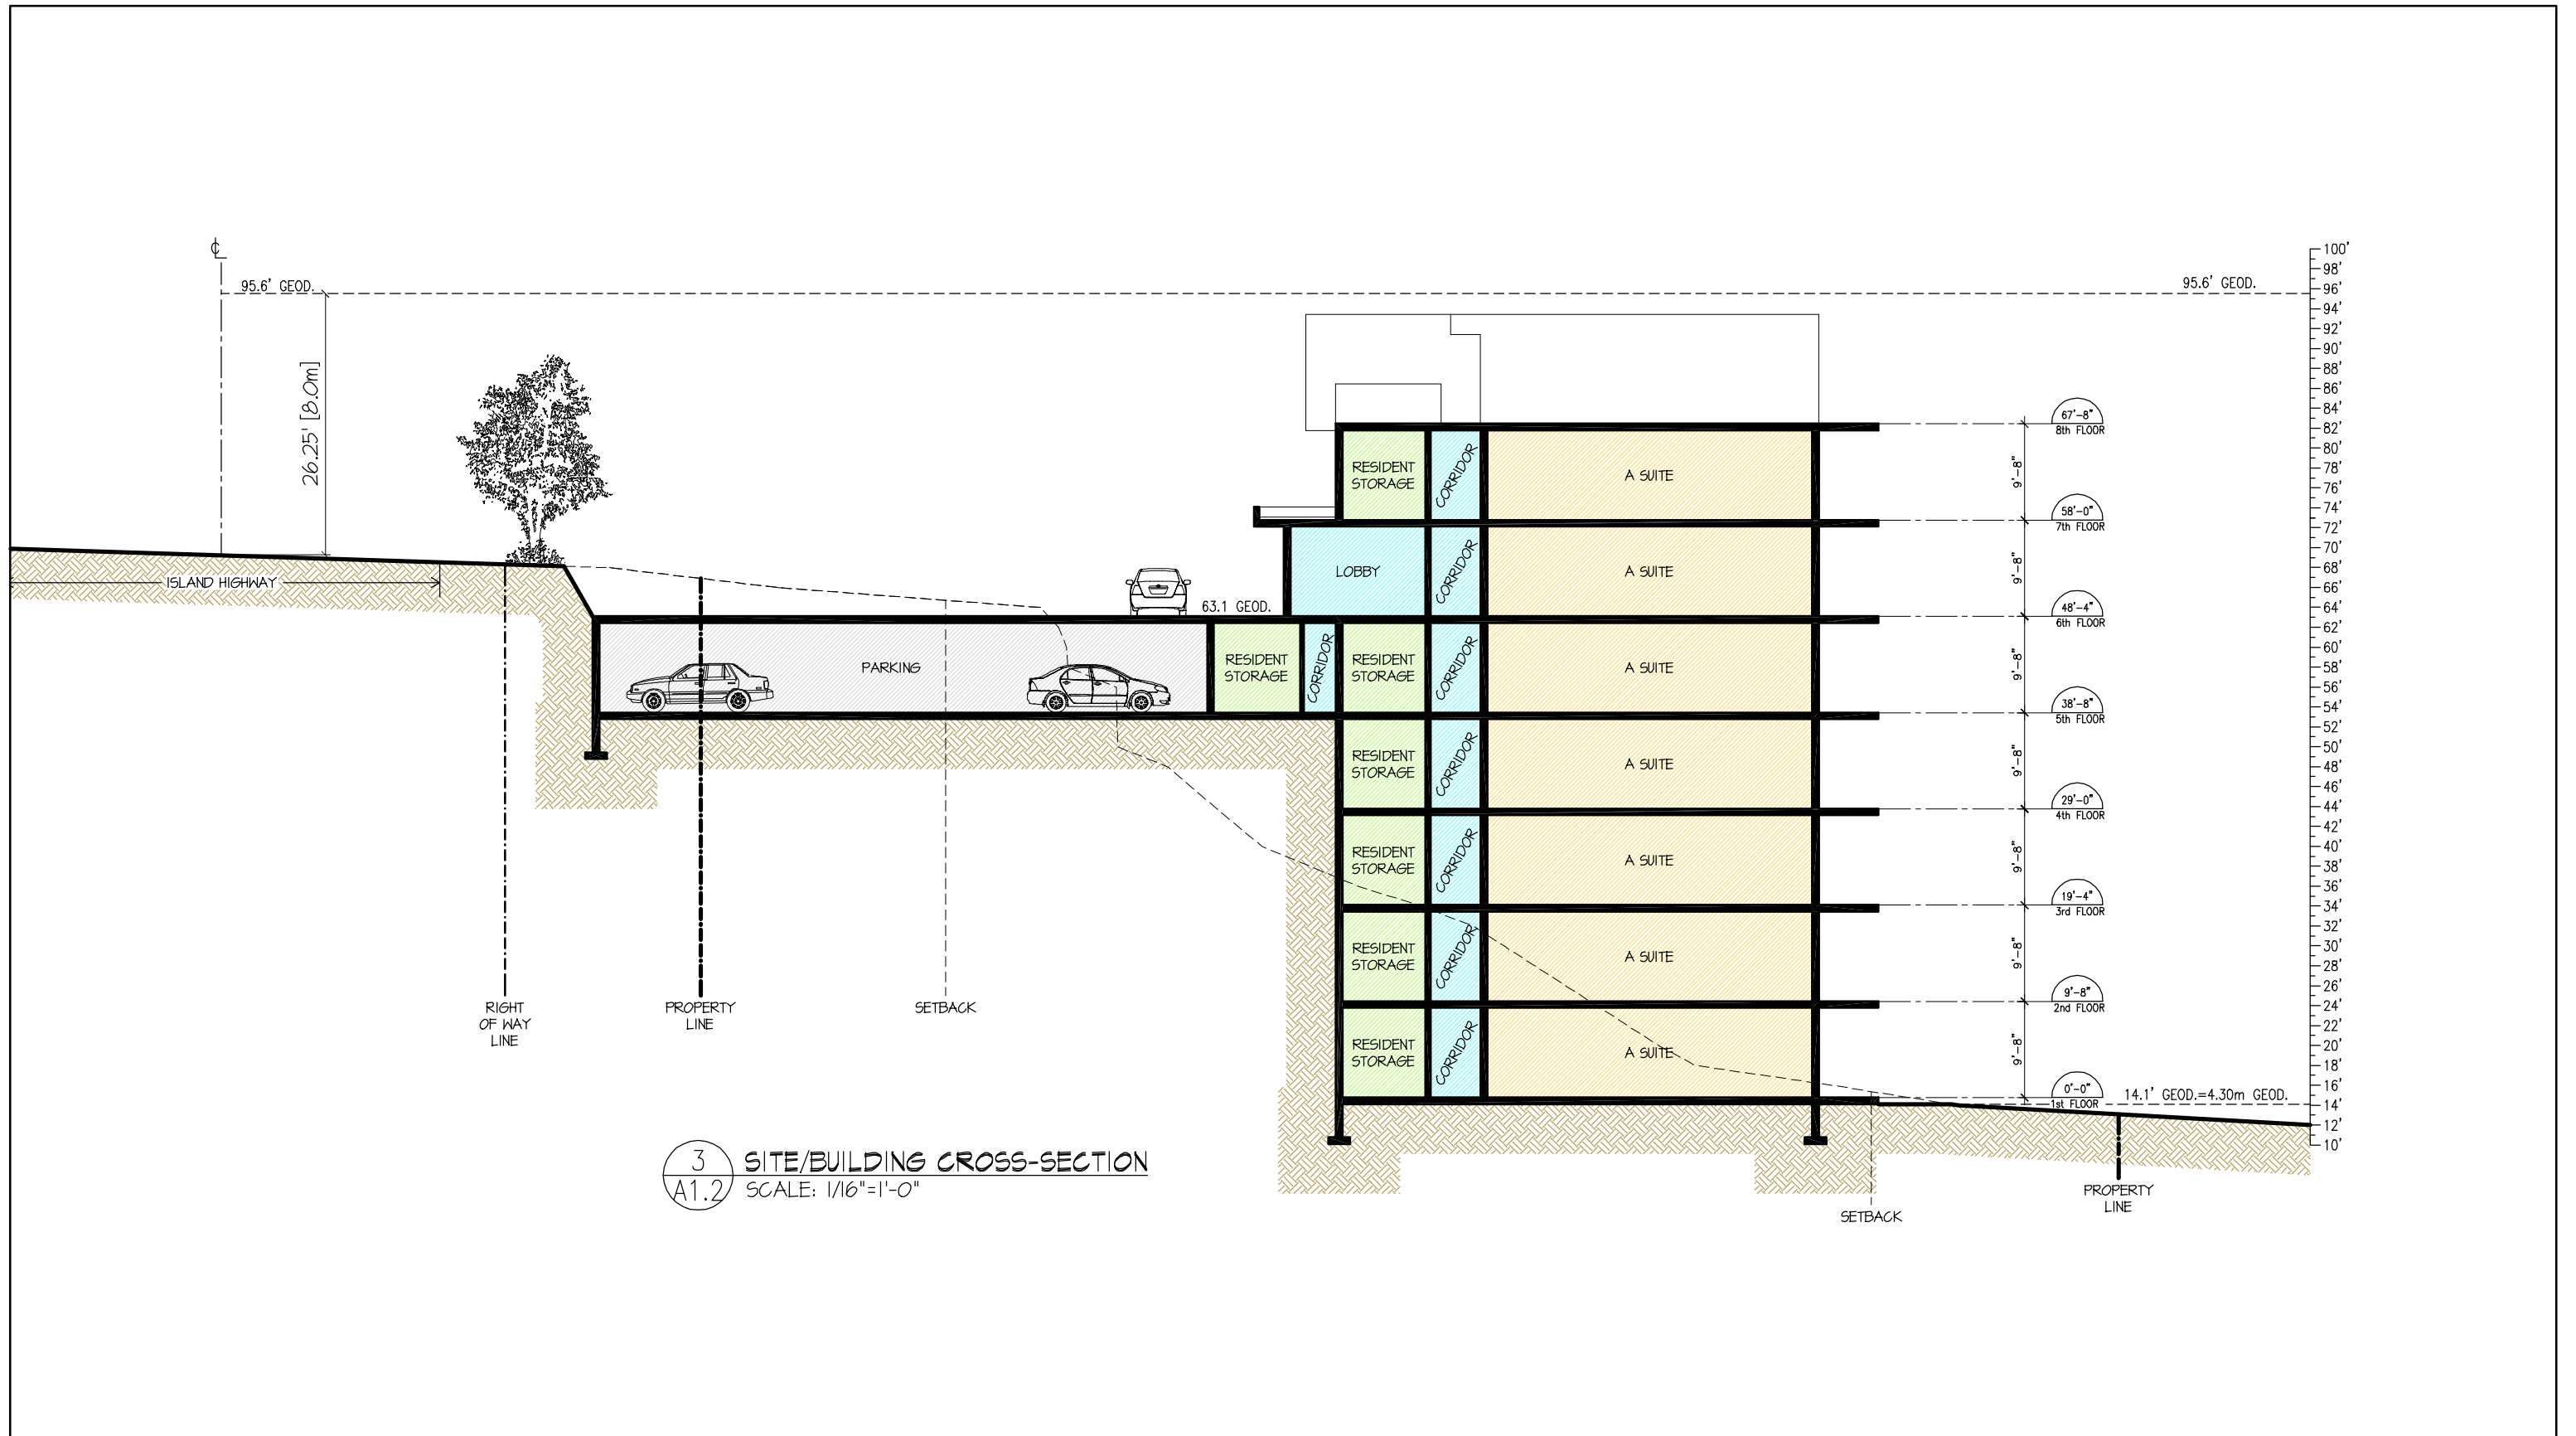 ℄
100'
98'
95.6' GEOD.
95.6' GEOD.
96'
94'
92'
90'
88'
86'
84'
82'
80'
78'
76'
74'
72'
70'
68'
66'
64'
62'
60'
58'
56'
54'
52'
50'
48'
46'
44'
42'
40'
38'
36'
34'
32'
30'
28'
26'
24'
22'
20'
18'
16'
14'
12'
10'
26.25' [8.0m]
ISLAND HIGHWAY
67'-8"
8th FLOOR
9'-8"
RESIDENT
STORAGE
CORRIDOR
A SUITE
58'-0"
7th FLOOR
9'-8"
LOBBY
CORRIDOR
A SUITE
63.1 GEOD.
48'-4"
6th FLOOR
9'-8"
PARKING
RESIDENT
STORAGE
CORRIDOR
RESIDENT
STORAGE
CORRIDOR
A SUITE
38'-8"
5th FLOOR
9'-8"
RESIDENT
STORAGE
CORRIDOR
A SUITE
29'-0"
4th FLOOR
9'-8"
RESIDENT
STORAGE
CORRIDOR
A SUITE
19'-4"
3rd FLOOR
9'-8"
RESIDENT
STORAGE
CORRIDOR
A SUITE
9'-8"
2nd FLOOR
9'-8"
RESIDENT
STORAGE
CORRIDOR
A SUITE
0'-0"
1st FLOOR
14.1' GEOD.=4.30m GEOD.
RIGHT
OF WAY
LINE
PROPERTY
LINE
SETBACK
3
A1.2
SITE/BUILDING CROSS-SECTION
SCALE: 1/16"=1'-0"
SETBACK
PROPERTY
LINE